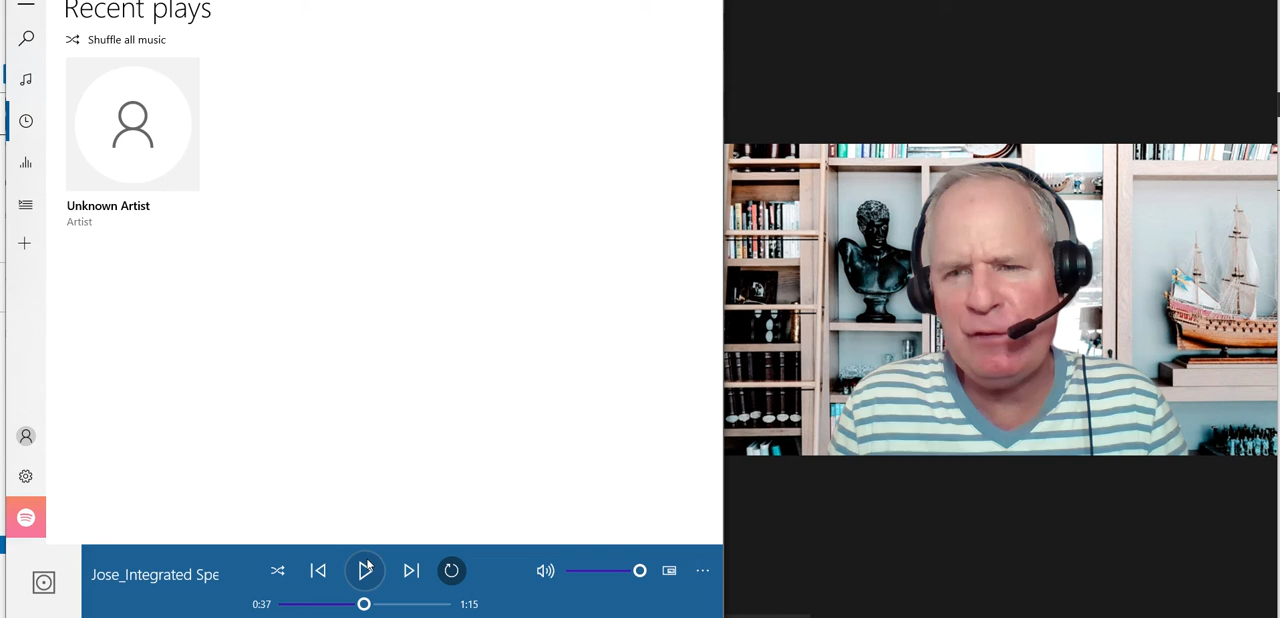 Recent plays
Shuffle all music
Unknown Artist
Artist
Jose_Integrated Spe
0:37
1:15